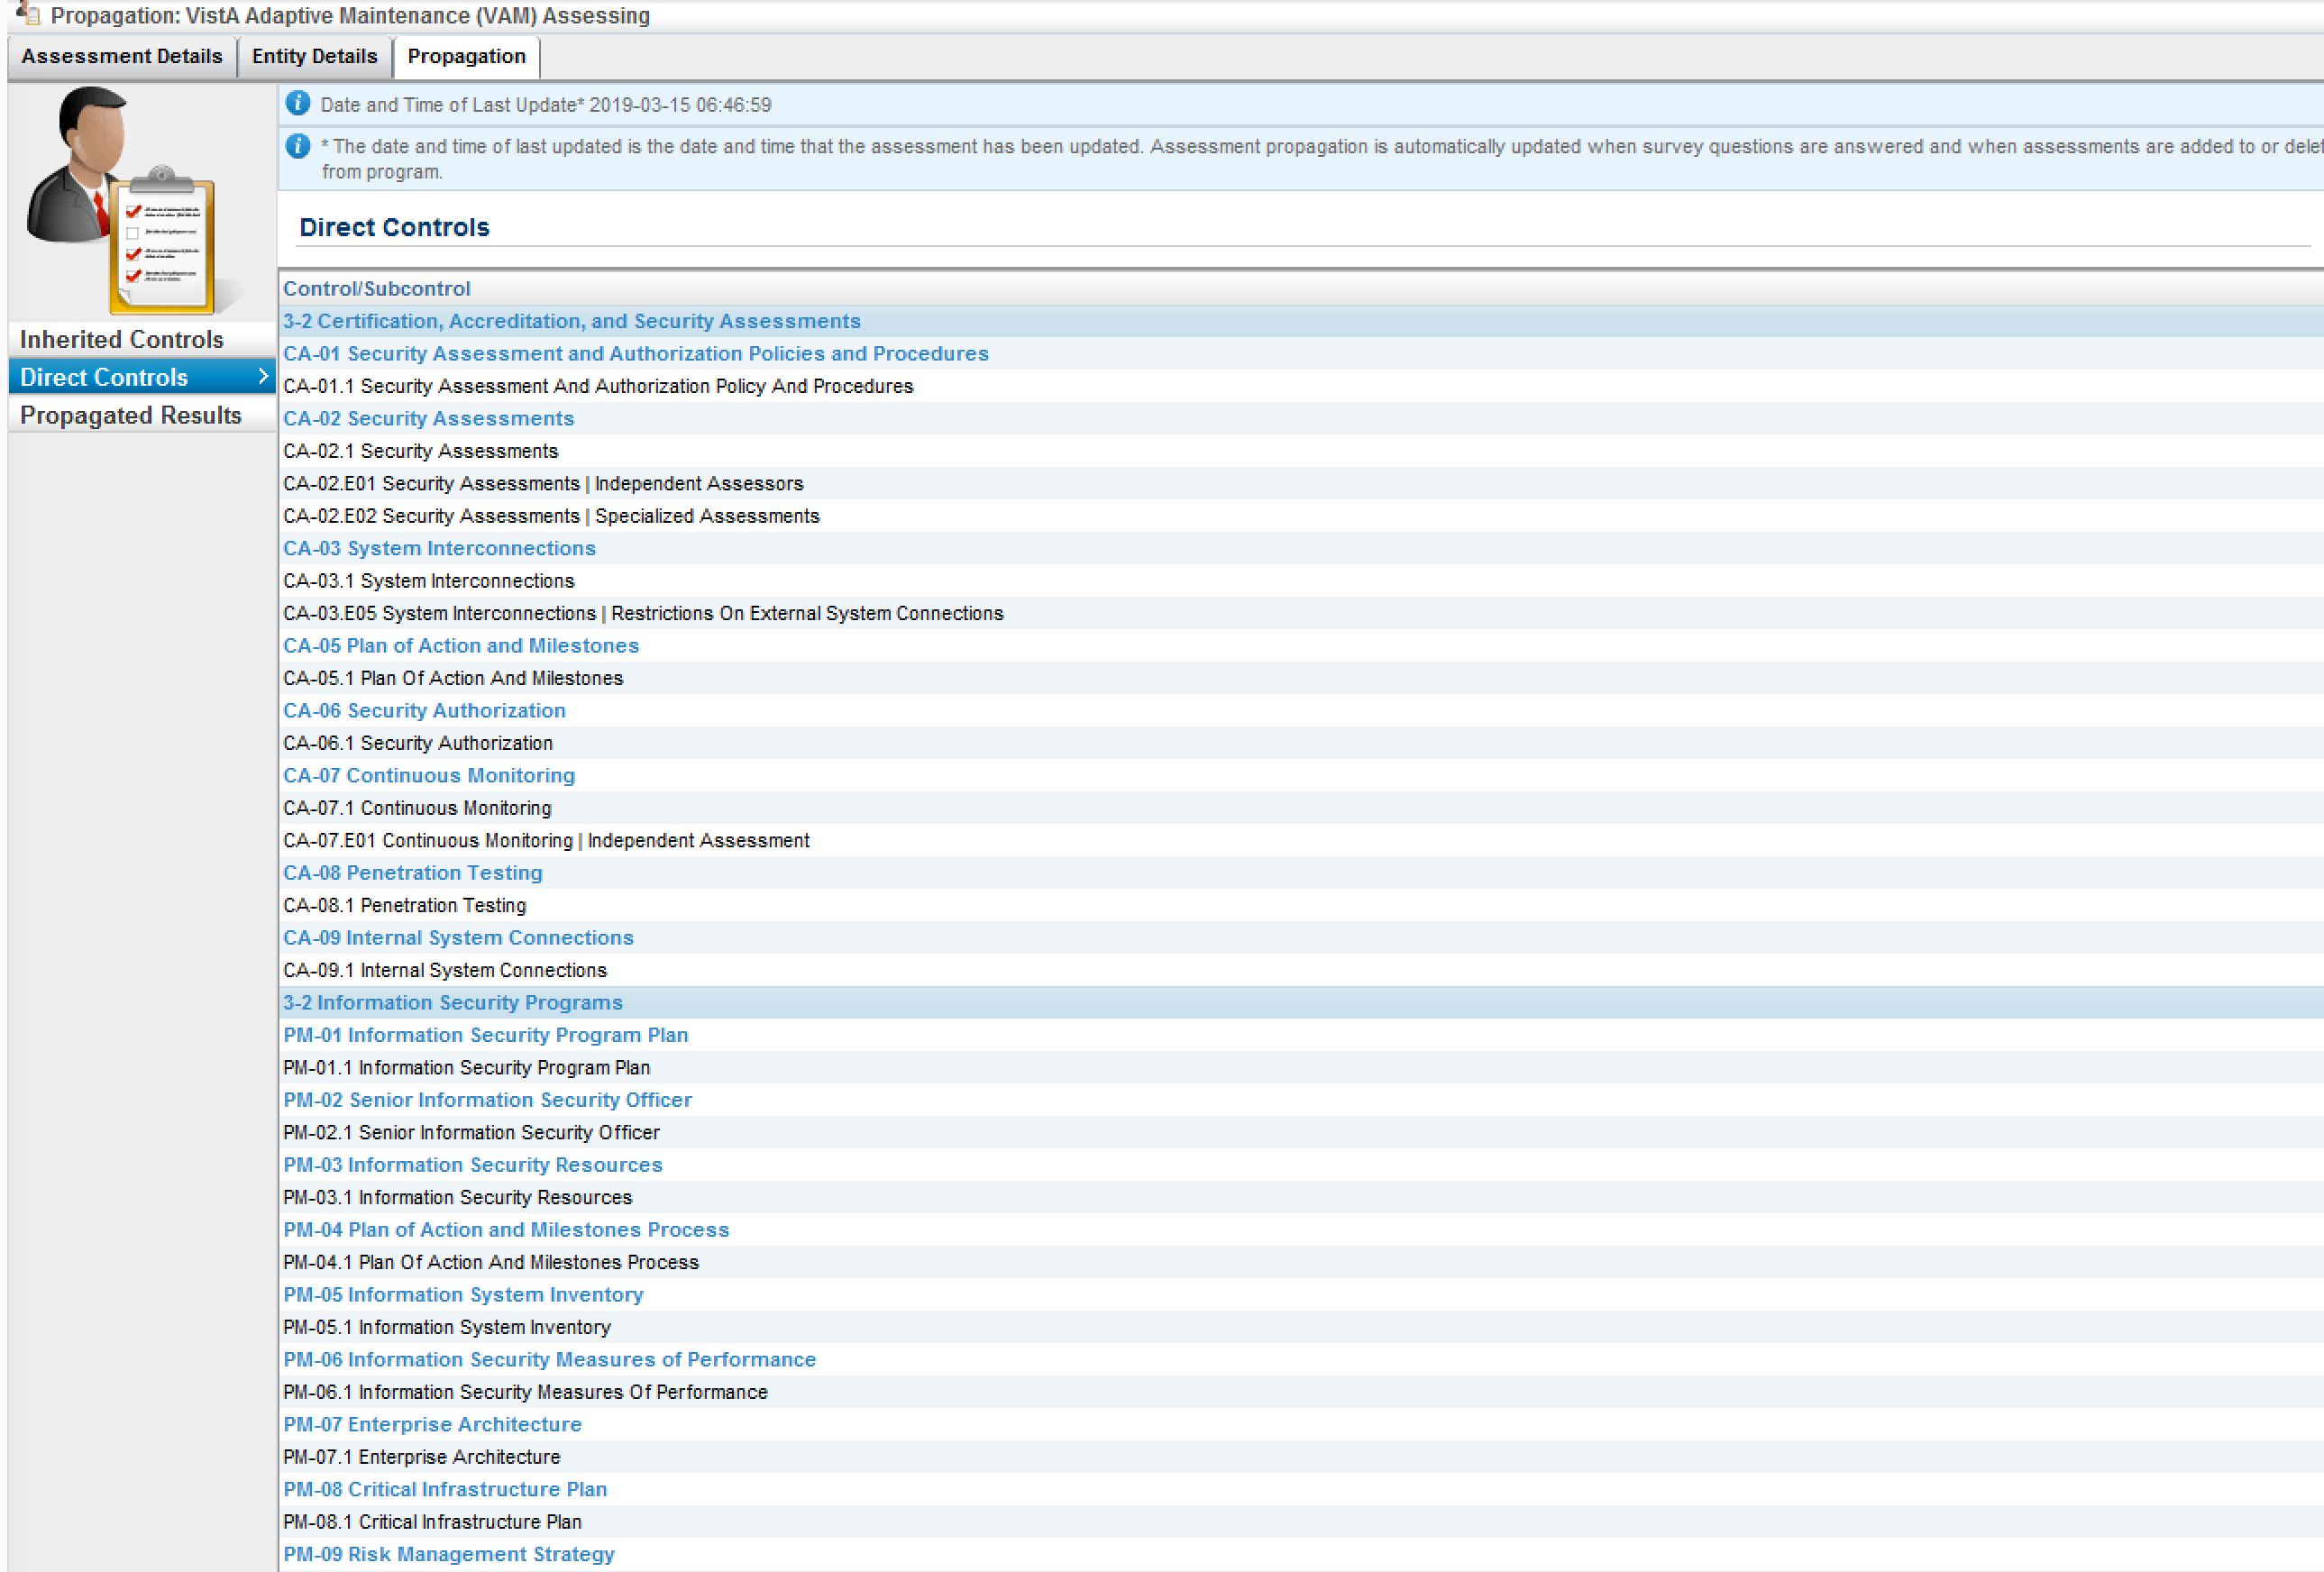 Propagation: VistA Adaptive Maintenance (VAM) Assessing
Assessment Details
Entity Details
Propagation
Date and Time of Last Update* 2019-03-15 06:46:59
* The date and time of last updated is the date and time that the assessment has been updated. Assessment propagation is automatically updated when survey questions are answered and when assessments are added to or delet
from program.
Inherited Controls
Direct Controls
Propagated Results
Direct Controls
Control/Subcontrol
3-2 Certification, Accreditation, and Security Assessments
CA-01 Security Assessment and Authorization Policies and Procedures
CA-01.1 Security Assessment And Authorization Policy And Procedures
CA-02 Security Assessments
CA-02.1 Security Assessments
CA-02.E01 Security Assessments | Independent Assessors
CA-02.E02 Security Assessments | Specialized Assessments
CA-03 System Interconnections
CA-03.1 System Interconnections
CA-03.E05 System Interconnections | Restrictions On External System Connections
CA-05 Plan of Action and Milestones
CA-05.1 Plan Of Action And Milestones
CA-06 Security Authorization
CA-06.1 Security Authorization
CA-07 Continuous Monitoring
CA-07.1 Continuous Monitoring
CA-07.E01 Continuous Monitoring | Independent Assessment
CA-08 Penetration Testing
CA-08.1 Penetration Testing
CA-09 Internal System Connections
CA-09.1 Internal System Connections
3-2 Information Security Programs
PM-01 Information Security Program Plan
PM-01.1 Information Security Program Plan
PM-02 Senior Information Security Officer
PM-02.1 Senior Information Security Officer
PM-03 Information Security Resources
PM-03.1 Information Security Resources
PM-04 Plan of Action and Milestones Process
PM-04.1 Plan Of Action And Milestones Process
PM-05 Information System Inventory
PM-05.1 Information System Inventory
PM-06 Information Security Measures of Performance
PM-06.1 Information Security Measures Of Performance
PM-07 Enterprise Architecture
PM-07.1 Enterprise Architecture
PM-08 Critical Infrastructure Plan
PM-08.1 Critical Infrastructure Plan
PM-09 Risk Management Strategy